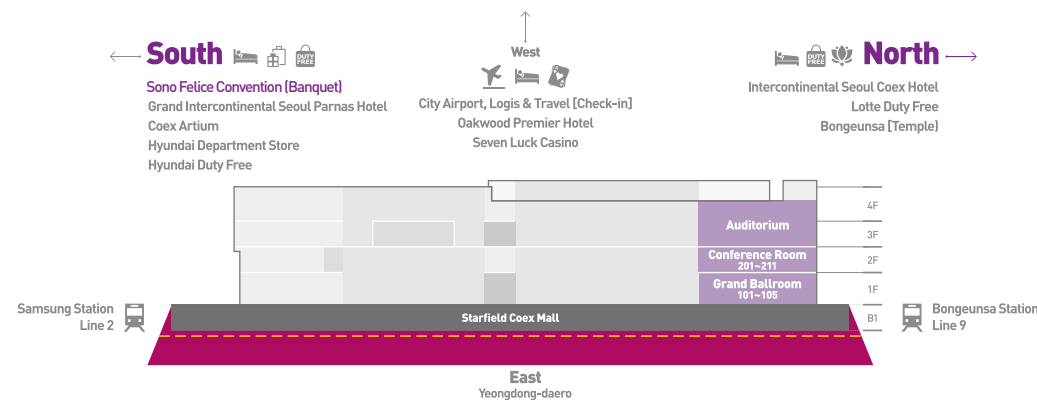 South
DUTY FREE
Sono Felice Convention (Banquet)
Grand Intercontinental Seoul Parnas Hotel
Coex Artium
Hyundai Department Store
Hyundai Duty Free
West
City Airport, Logis & Travel [Check-in]
Oakwood Premier Hotel
Seven Luck Casino
DUTY FREE
North
Intercontinental Seoul Coex Hotel
Lotte Duty Free
Bongeunsa [Temple]
4F
Auditorium
3F
Conference Room
201~211
2F
Grand Ballroom
101~105
1F
Samsung Station
Line 2
Starfield Coex Mall
B1
Bongeunsa Station
Line 9
East
Yeongdong-daero